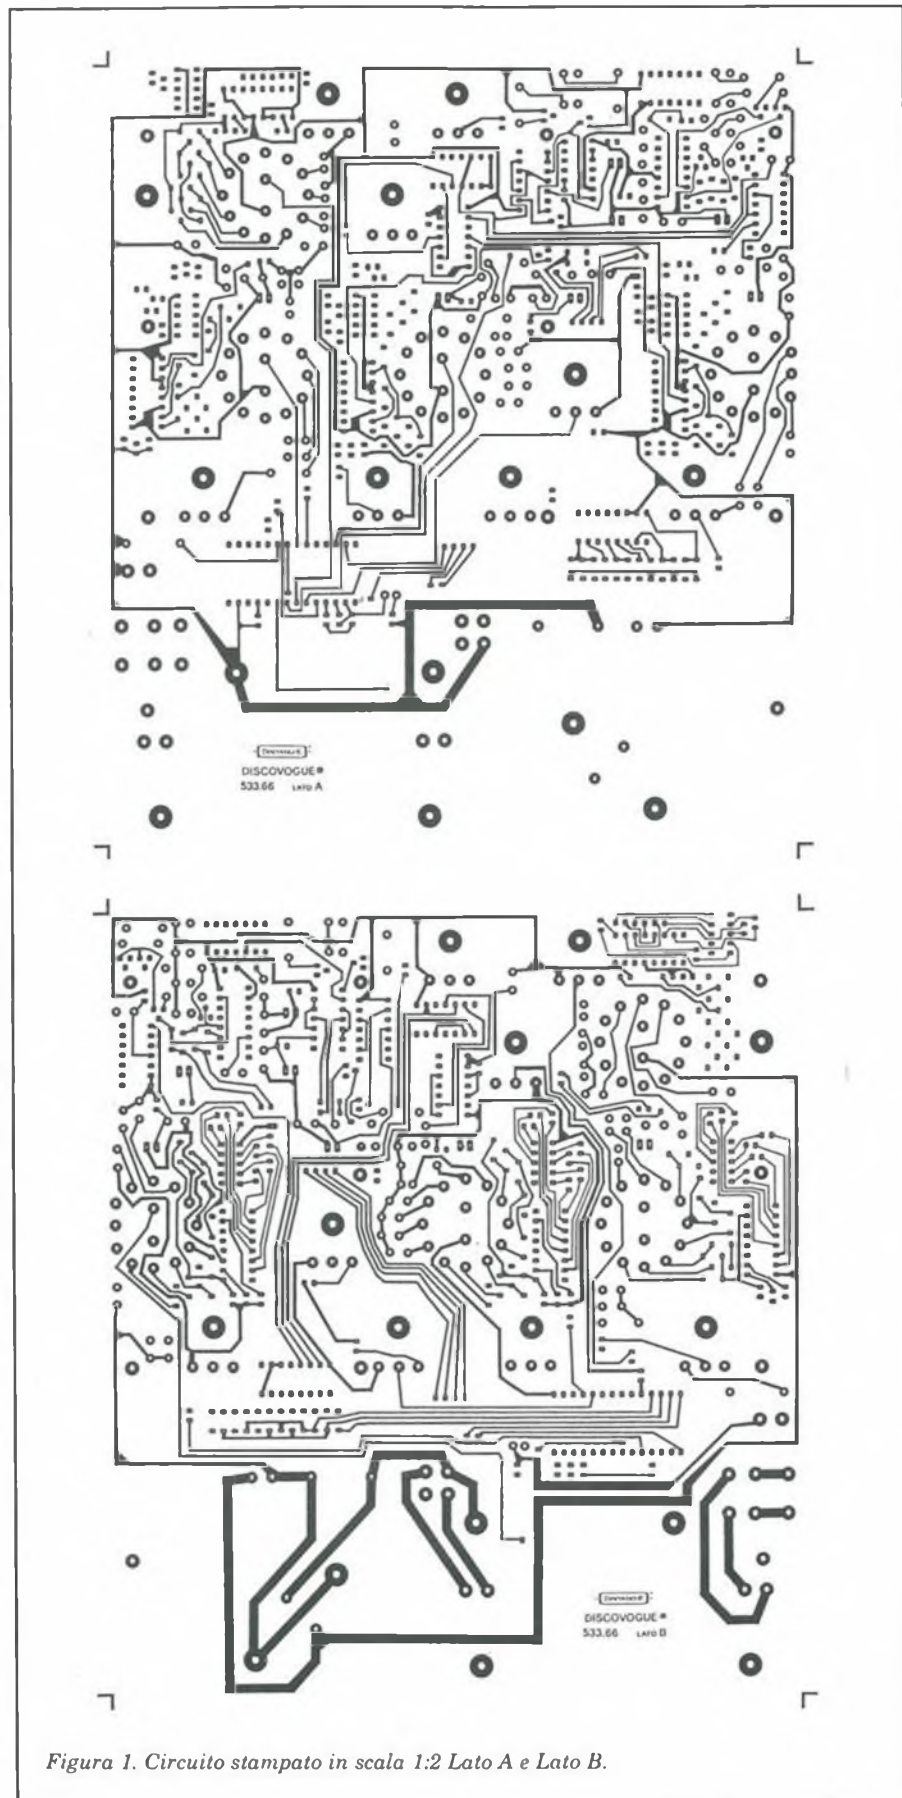 DISCOVOGUE®
533.66 LATO A
DISCOVOGUE®
533.66 LATO B
Figura 1. Circuito stampato in scala 1:2 Lato A e Lato B.